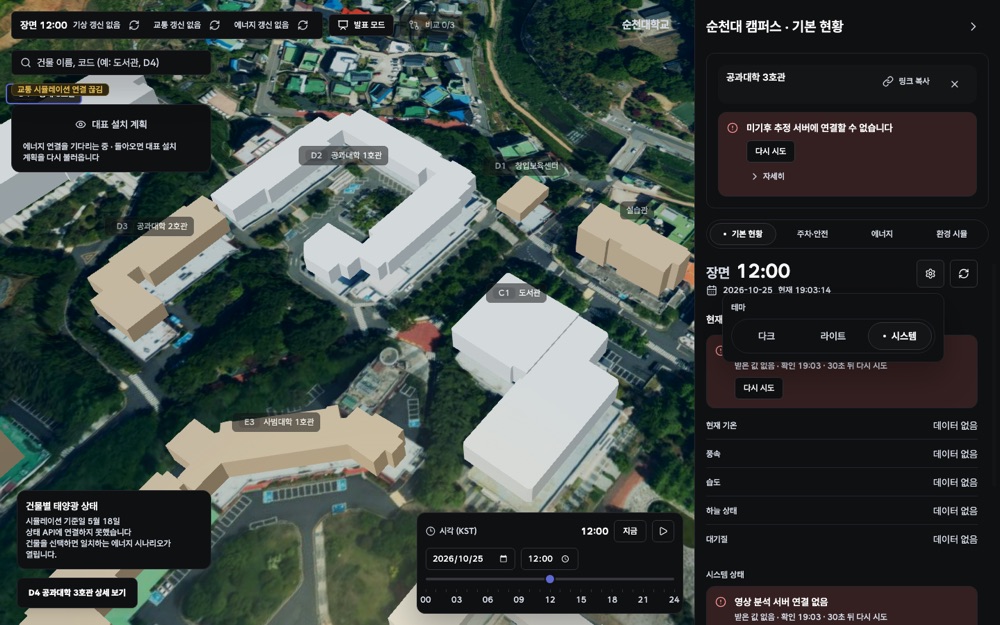 장면 12:00 기상 갱신 없음 교통 갱신 없음 에너지 갱신 없음
발표 모드
비교 0/3
순천대학교
건물 이름, 코드 (예: 도서관, D4)
교통 시뮬레이션 연결 끊김
대표 설치 계획
에너지 연결을 기다리는 중 · 돌아오면 대표 설치
계획을 다시 불러옵니다
D2 공과대학 1호관
D1 창업보육센터
D3 공과대학 2호관
실습관
C1 도서관
E3 사범대학 1호관
건물별 태양광 상태
시뮬레이션 기준일 5월 18일
상태 API에 연결하지 못했습니다
건물을 선택하면 일치하는 에너지 시나리오가
열립니다.
D4 공과대학 3호관 상세 보기
시각 (KST) 12:00 지금
2026/10/25 12:00
00 03 06 09 12 15 18 21 24
순천대 캠퍼스 · 기본 현황
공과대학 3호관 링크 복사
미기후 추정 서버에 연결할 수 없습니다
다시 시도
자세히
기본 현황 주차·안전 에너지 환경 시뮬
장면 12:00
2026-10-25 현재 19:03:14
테마
현재
다크 라이트 시스템
받은 값 없음 · 확인 19:03 · 30초 뒤 다시 시도
다시 시도
현재 기온 데이터 없음
풍속 데이터 없음
습도 데이터 없음
하늘 상태 데이터 없음
대기질 데이터 없음
시스템 상태
영상 분석 서버 연결 없음
받은 값 없음 · 확인 19:03 · 30초 뒤 다시 시도